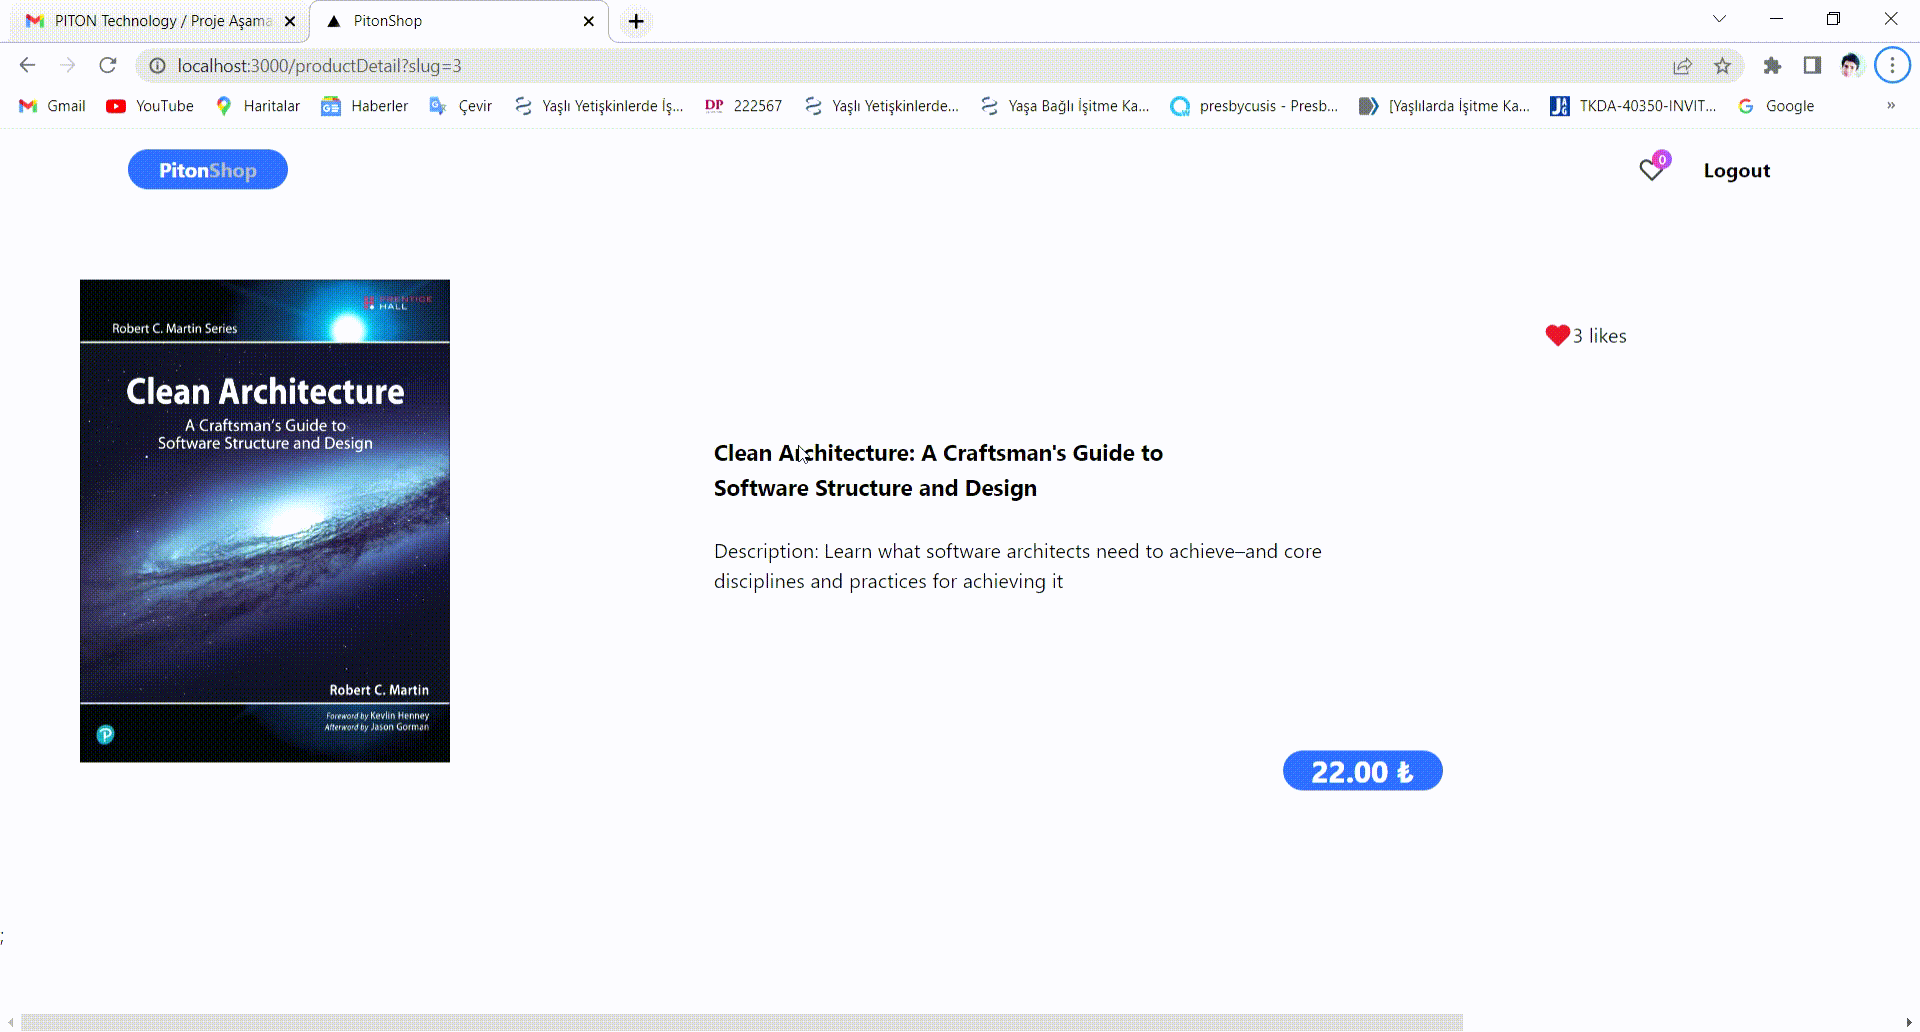 PITON Technology / Proje Aşama
PitonShop
localhost:3000/productDetail?slug=3
Gmail
YouTube
Haritalar
Haberler
Çevir
Yaşlı Yetişkinlerde İş...
DP 222567
Yaşlı Yetişkinlerde...
Yaşa Bağlı İşitme Ka...
presbycusis - Presb...
[Yaşlılarda İşitme Ka...
TKDA-40350-INVIT...
Google
»
PitonShop
0
Logout
PRENTICE
HALL
Robert C. Martin Series
Clean Architecture
A Craftsman's Guide to
Software Structure and Design
Robert C. Martin
Foreword by Kevlin Henney
Afterword by Jason Gorman
3 likes
Clean Architecture: A Craftsman's Guide to
Software Structure and Design
Description: Learn what software architects need to achieve–and core
disciplines and practices for achieving it
22.00 ₺
;